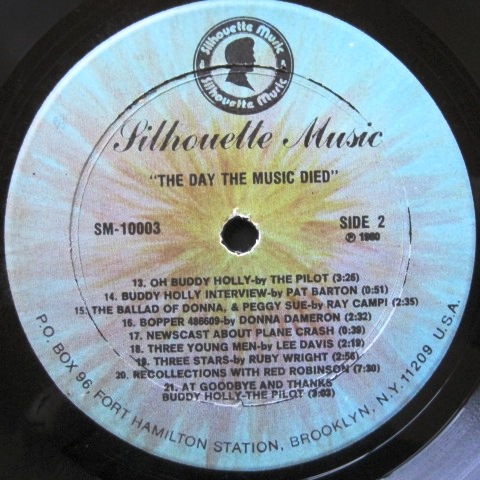 Silhouette Music
Silhouette Music
Silhouette Music
"THE DAY THE MUSIC DIED"
SM-10003
SIDE 2
℗ 1980
13. OH BUDDY HOLLY-by THE PILOT (3:25)
14. BUDDY HOLLY INTERVIEW-by PAT BARTON (0:51)
15. THE BALLAD OF DONNA, & PEGGY SUE-by RAY CAMPI (2:35)
16. BOPPER 486609-by DONNA DAMERON (2:32)
17. NEWSCAST ABOUT PLANE CRASH (0:39)
18. THREE YOUNG MEN-by LEE DAVIS (2:19)
19. THREE STARS-by RUBY WRIGHT (2:56)
20. RECOLLECTIONS WITH RED ROBINSON (7:30)
21. AT GOODBYE AND THANKS
BUDDY HOLLY-THE PILOT (3:03)
P.O. BOX 96, FORT HAMILTON STATION, BROOKLYN, N.Y. 11209 U.S.A.